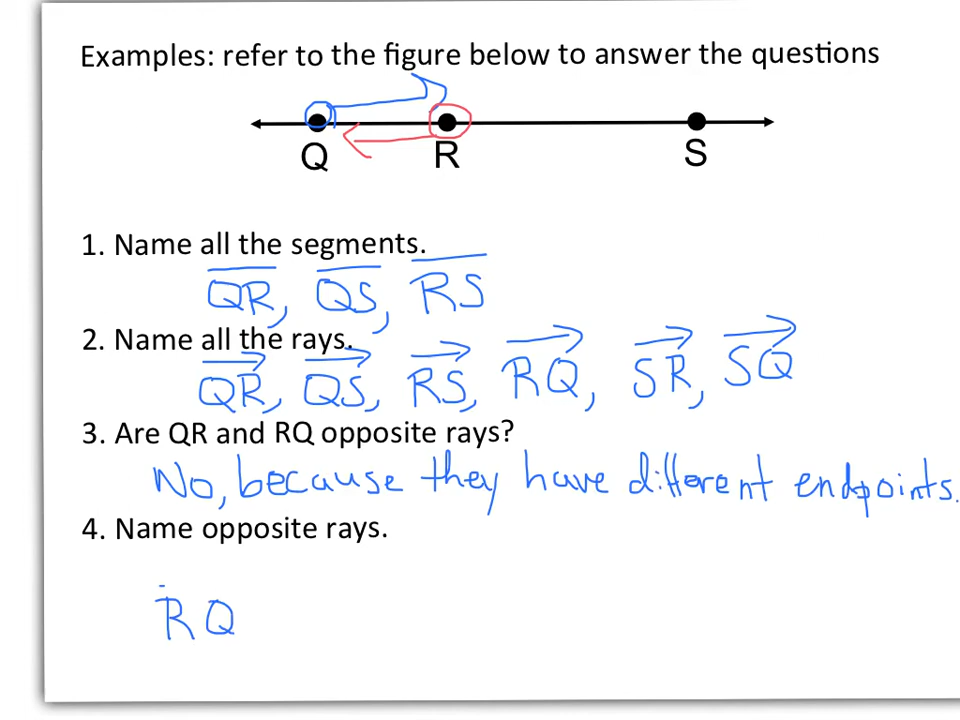 Examples: refer to the figure below to answer the questions
Q R S
1. Name all the segments.
QR, QS, RS
2. Name all the rays.
QR, QS, RS, RQ, SR, SQ
3. Are QR and RQ opposite rays?
No, because they have different endpoints.
4. Name opposite rays.
RQ